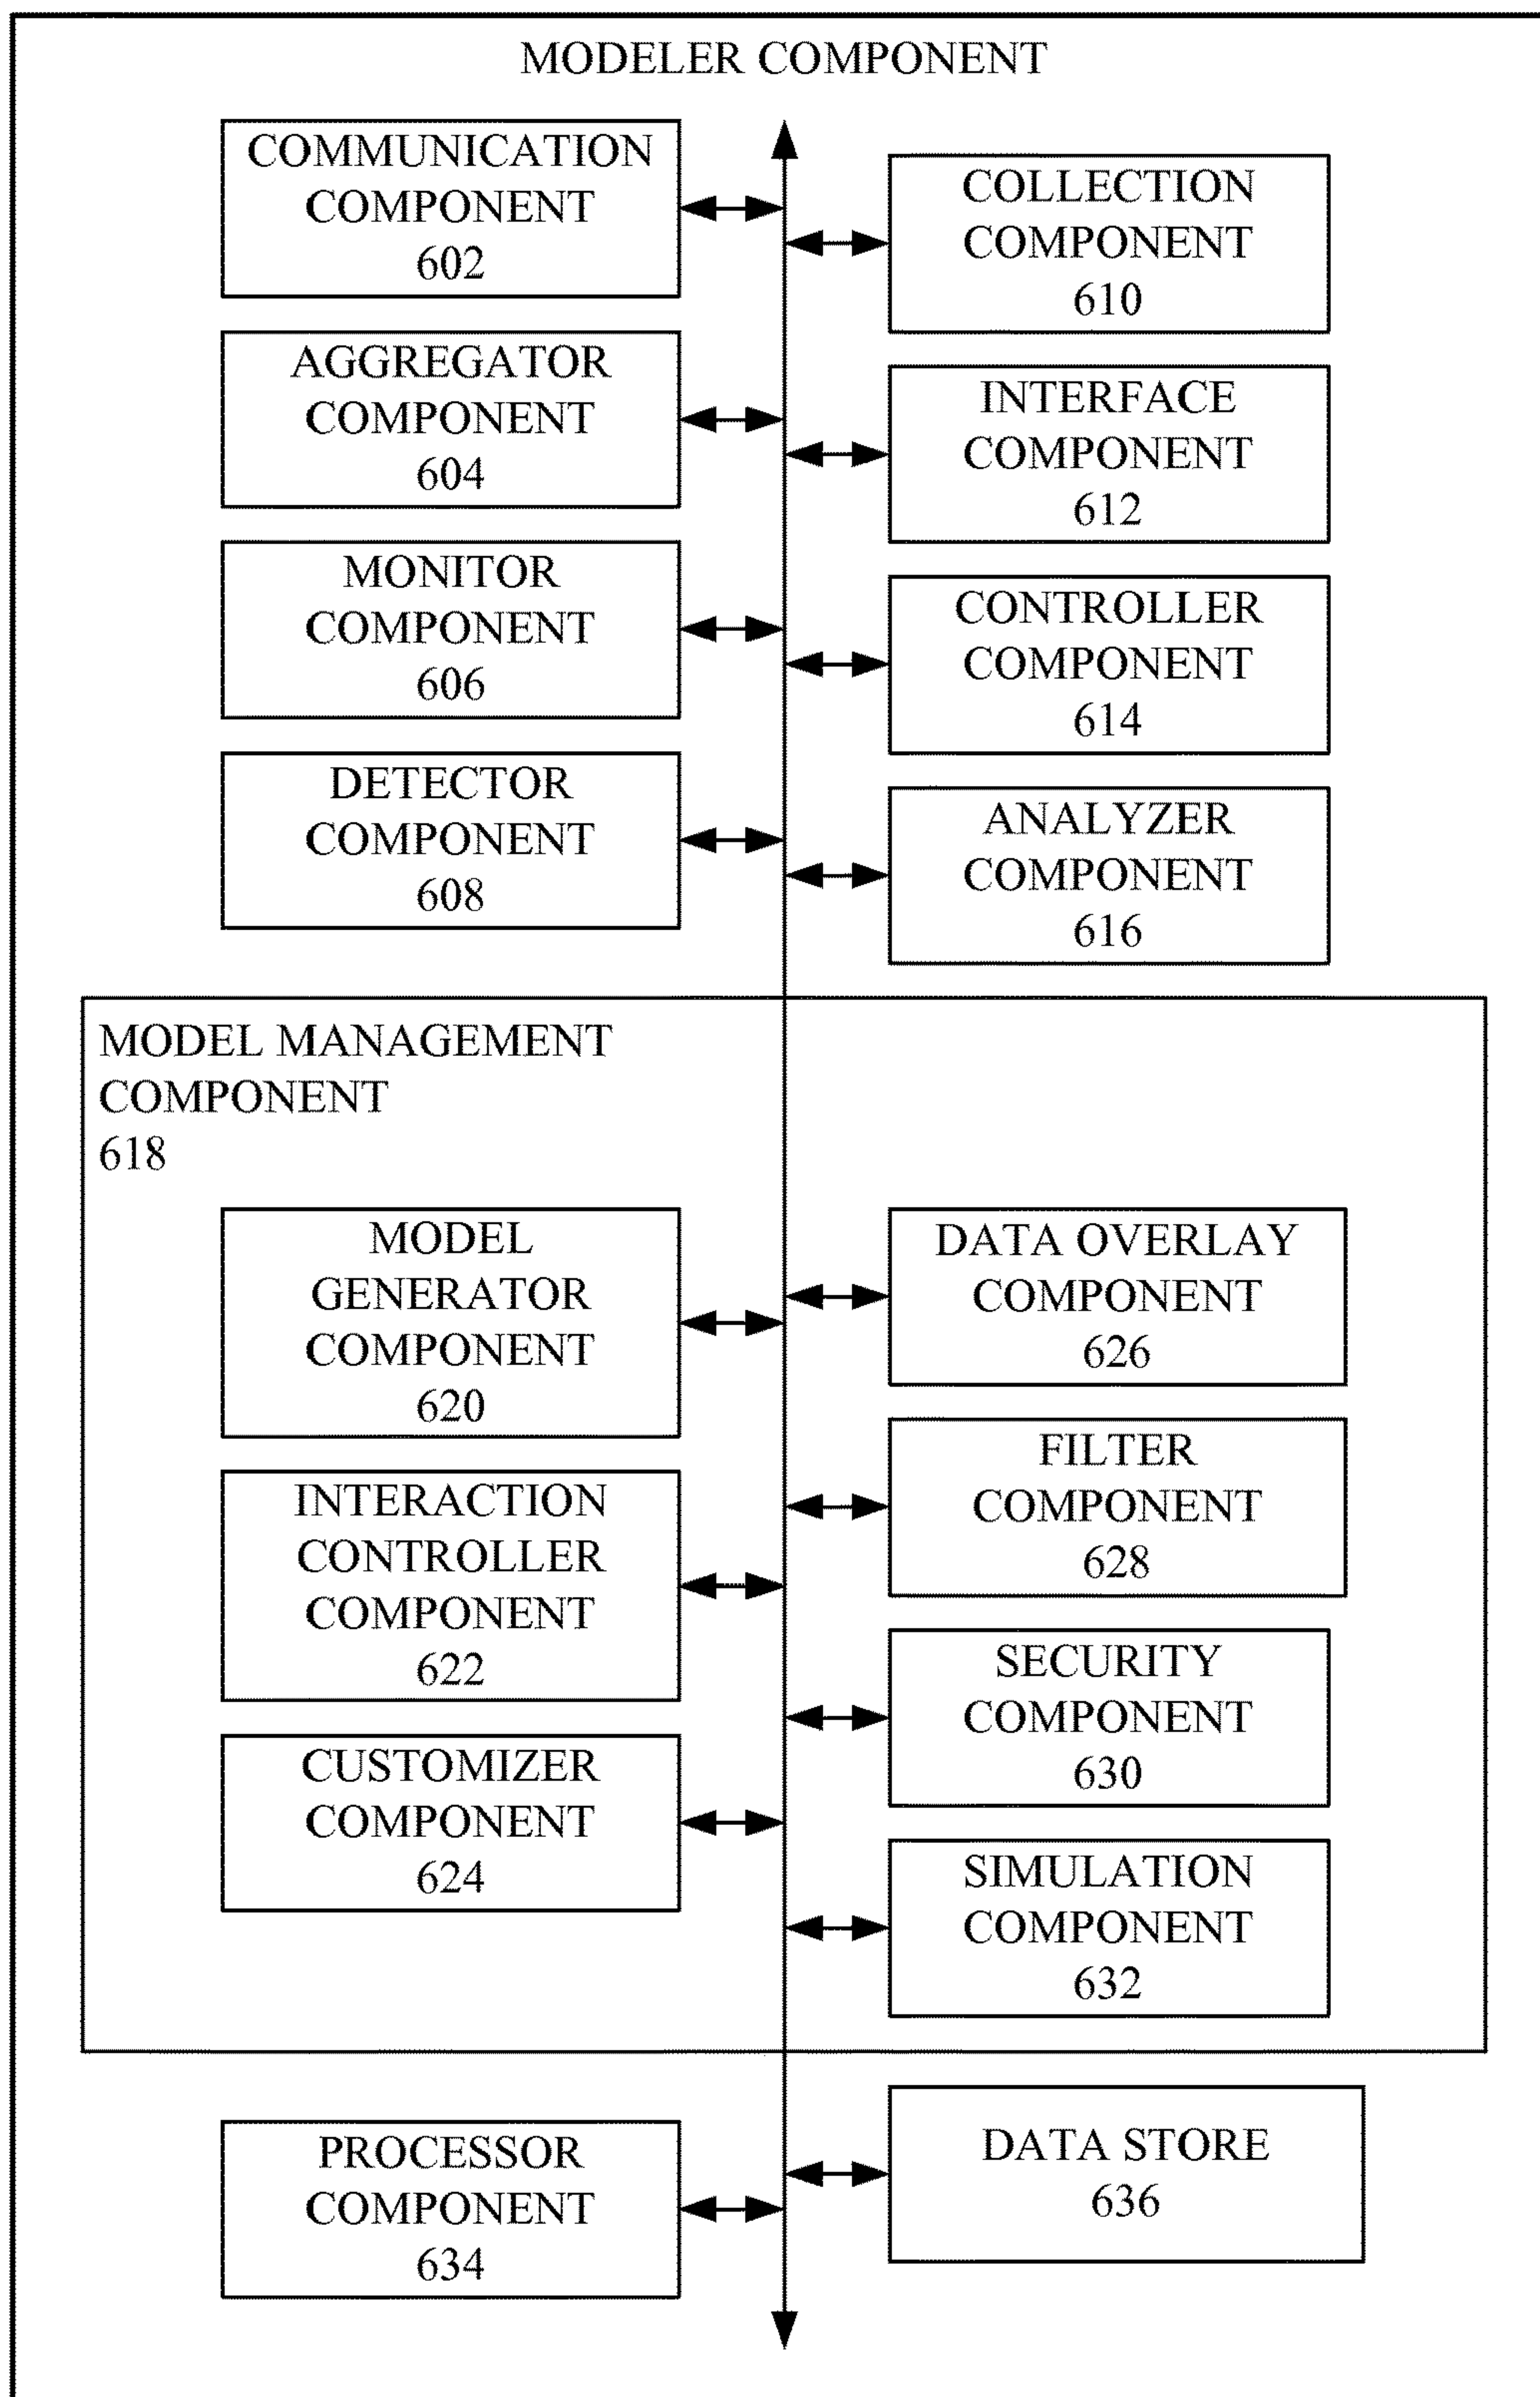 MODELER COMPONENT
COMMUNICATION
COMPONENT
602
COLLECTION
COMPONENT
610
AGGREGATOR
COMPONENT
604
INTERFACE
COMPONENT
612
MONITOR
COMPONENT
606
CONTROLLER
COMPONENT
614
DETECTOR
COMPONENT
608
ANALYZER
COMPONENT
616
MODEL MANAGEMENT
COMPONENT
618
MODEL
GENERATOR
COMPONENT
620
DATA OVERLAY
COMPONENT
626
INTERACTION
CONTROLLER
COMPONENT
622
FILTER
COMPONENT
628
CUSTOMIZER
COMPONENT
624
SECURITY
COMPONENT
630
SIMULATION
COMPONENT
632
PROCESSOR
COMPONENT
634
DATA STORE
636